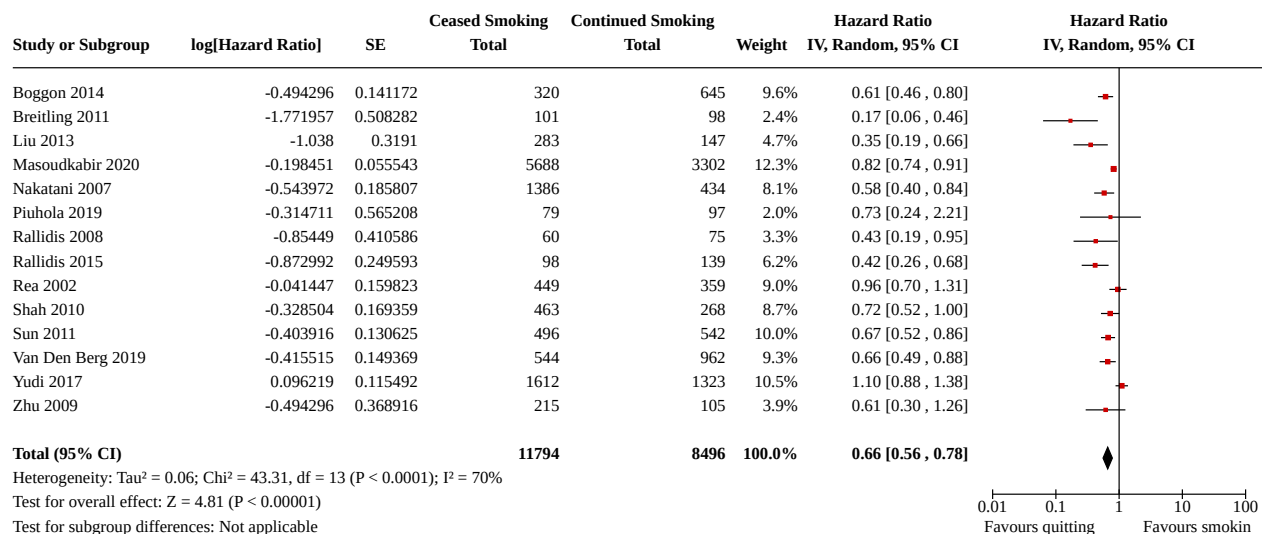 Ceased Smoking Continued Smoking Hazard Ratio Hazard Ratio
Study or Subgroup log[Hazard Ratio] SE Total Total Weight IV, Random, 95% CI IV, Random, 95% CI
Boggon 2014 -0.494296 0.141172 320 645 9.6% 0.61 [0.46 , 0.80]
Breitling 2011 -1.771957 0.508282 101 98 2.4% 0.17 [0.06 , 0.46]
Liu 2013 -1.038 0.3191 283 147 4.7% 0.35 [0.19 , 0.66]
Masoudkabir 2020 -0.198451 0.055543 5688 3302 12.3% 0.82 [0.74 , 0.91]
Nakatani 2007 -0.543972 0.185807 1386 434 8.1% 0.58 [0.40 , 0.84]
Piuhola 2019 -0.314711 0.565208 79 97 2.0% 0.73 [0.24 , 2.21]
Rallidis 2008 -0.85449 0.410586 60 75 3.3% 0.43 [0.19 , 0.95]
Rallidis 2015 -0.872992 0.249593 98 139 6.2% 0.42 [0.26 , 0.68]
Rea 2002 -0.041447 0.159823 449 359 9.0% 0.96 [0.70 , 1.31]
Shah 2010 -0.328504 0.169359 463 268 8.7% 0.72 [0.52 , 1.00]
Sun 2011 -0.403916 0.130625 496 542 10.0% 0.67 [0.52 , 0.86]
Van Den Berg 2019 -0.415515 0.149369 544 962 9.3% 0.66 [0.49 , 0.88]
Yudi 2017 0.096219 0.115492 1612 1323 10.5% 1.10 [0.88 , 1.38]
Zhu 2009 -0.494296 0.368916 215 105 3.9% 0.61 [0.30 , 1.26]
Total (95% CI) 11794 8496 100.0% 0.66 [0.56 , 0.78]
Heterogeneity: Tau² = 0.06; Chi² = 43.31, df = 13 (P < 0.0001); I² = 70%
Test for overall effect: Z = 4.81 (P < 0.00001) 0.01 0.1 1 10 100
Test for subgroup differences: Not applicable Favours quitting Favours smokin